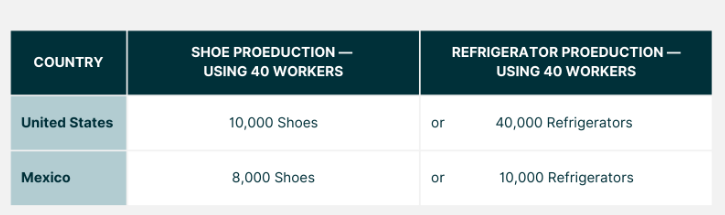 COUNTRY
SHOE PROEDUCTION —
USING 40 WORKERS
REFRIGERATOR PROEDUCTION —
USING 40 WORKERS
United States 10,000 Shoes or 40,000 Refrigerators
Mexico 8,000 Shoes or 10,000 Refrigerators